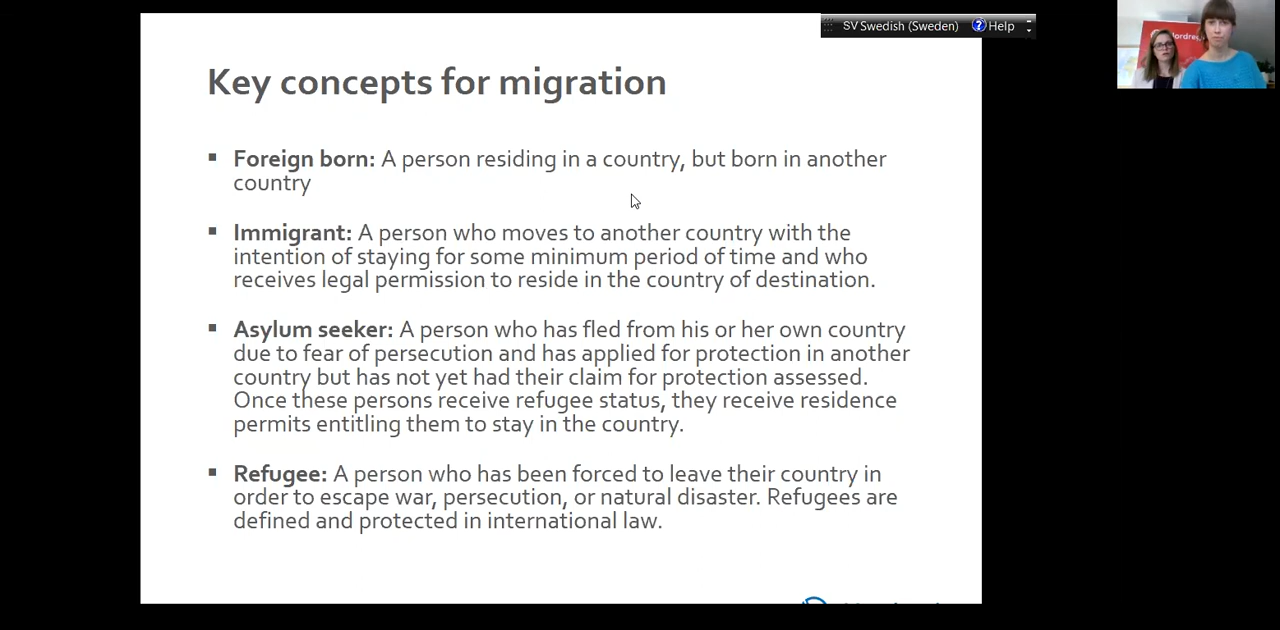 SV Swedish (Sweden) Help
Key concepts for migration
Foreign born: A person residing in a country, but born in another
country
Immigrant: A person who moves to another country with the
intention of staying for some minimum period of time and who
receives legal permission to reside in the country of destination.
Asylum seeker: A person who has fled from his or her own country
due to fear of persecution and has applied for protection in another
country but has not yet had their claim for protection assessed.
Once these persons receive refugee status, they receive residence
permits entitling them to stay in the country.
Refugee: A person who has been forced to leave their country in
order to escape war, persecution, or natural disaster. Refugees are
defined and protected in international law.